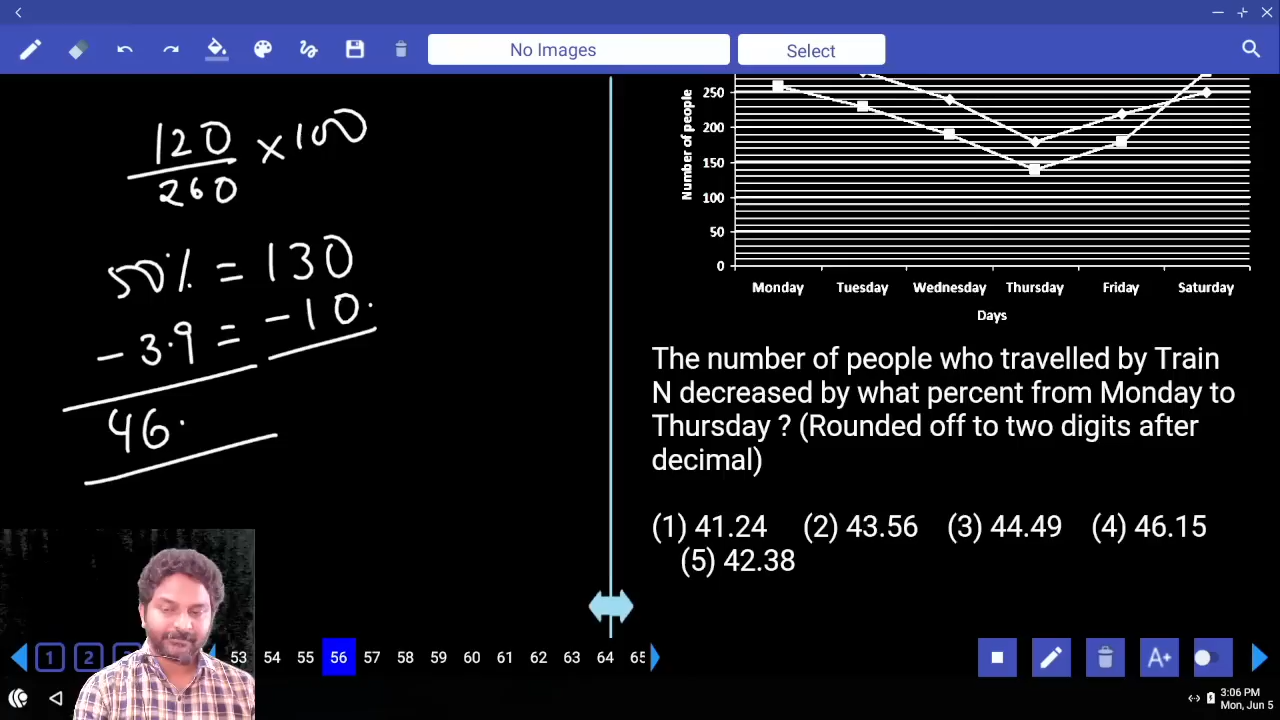 No Images
Select
120
260
×100
50% = 130
- 3.9 = - 10.
46.
Number of people
250
200
150
100
50
0
Monday Tuesday Wednesday Thursday Friday Saturday
Days
The number of people who travelled by Train
N decreased by what percent from Monday to
Thursday ? (Rounded off to two digits after
decimal)
(1) 41.24 (2) 43.56 (3) 44.49 (4) 46.15
(5) 42.38
1 2 53 54 55 56 57 58 59 60 61 62 63 64 65
A+
3:06 PM
Mon, Jun 5